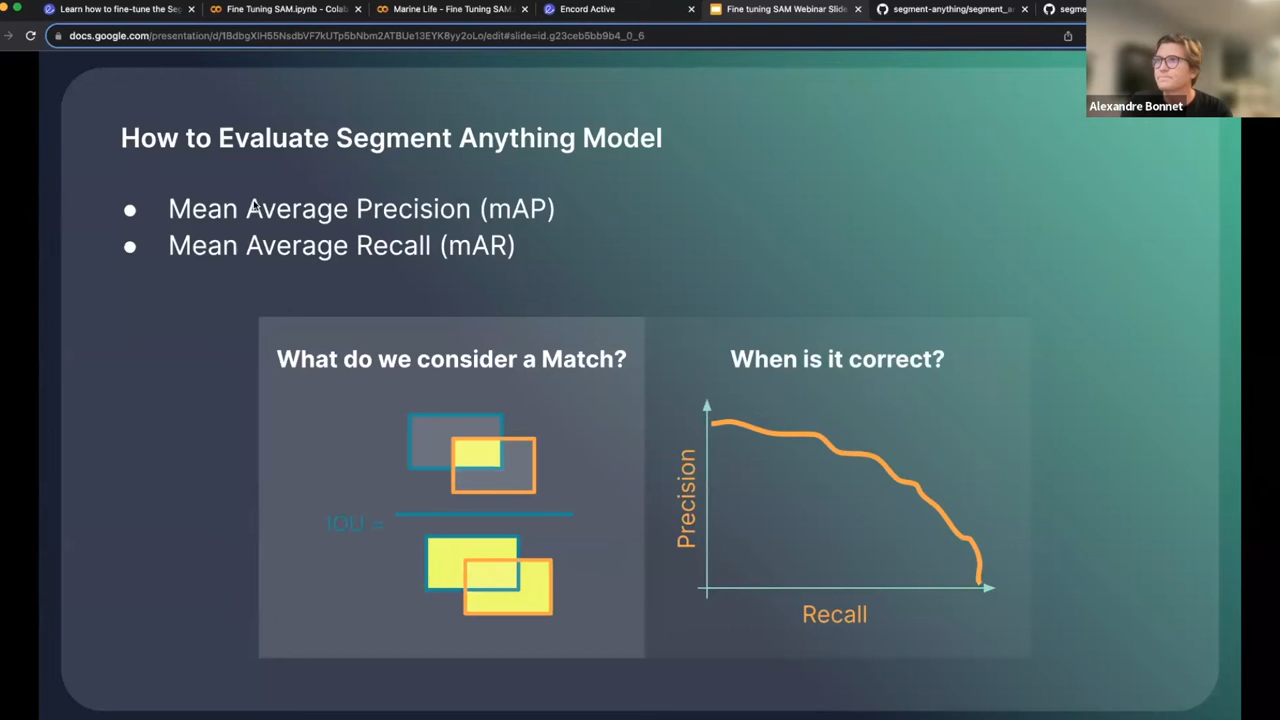 Learn how to fine-tune the Seg
Fine Tuning SAM.ipynb - Colab
Marine Life - Fine Tuning SAM.
Encord Active
Fine tuning SAM Webinar Slide
segment-anything/segment_a
segme
docs.google.com/presentation/d/1BdbgXIH55NsdbVF7kUTp5bNbm2ATBUe13EYK8yy2oLo/edit#slide=id.g23ceb5bb9b4_0_6
Alexandre Bonnet
How to Evaluate Segment Anything Model
● Mean Average Precision (mAP)
● Mean Average Recall (mAR)
What do we consider a Match?
IOU =
When is it correct?
Precision
Recall